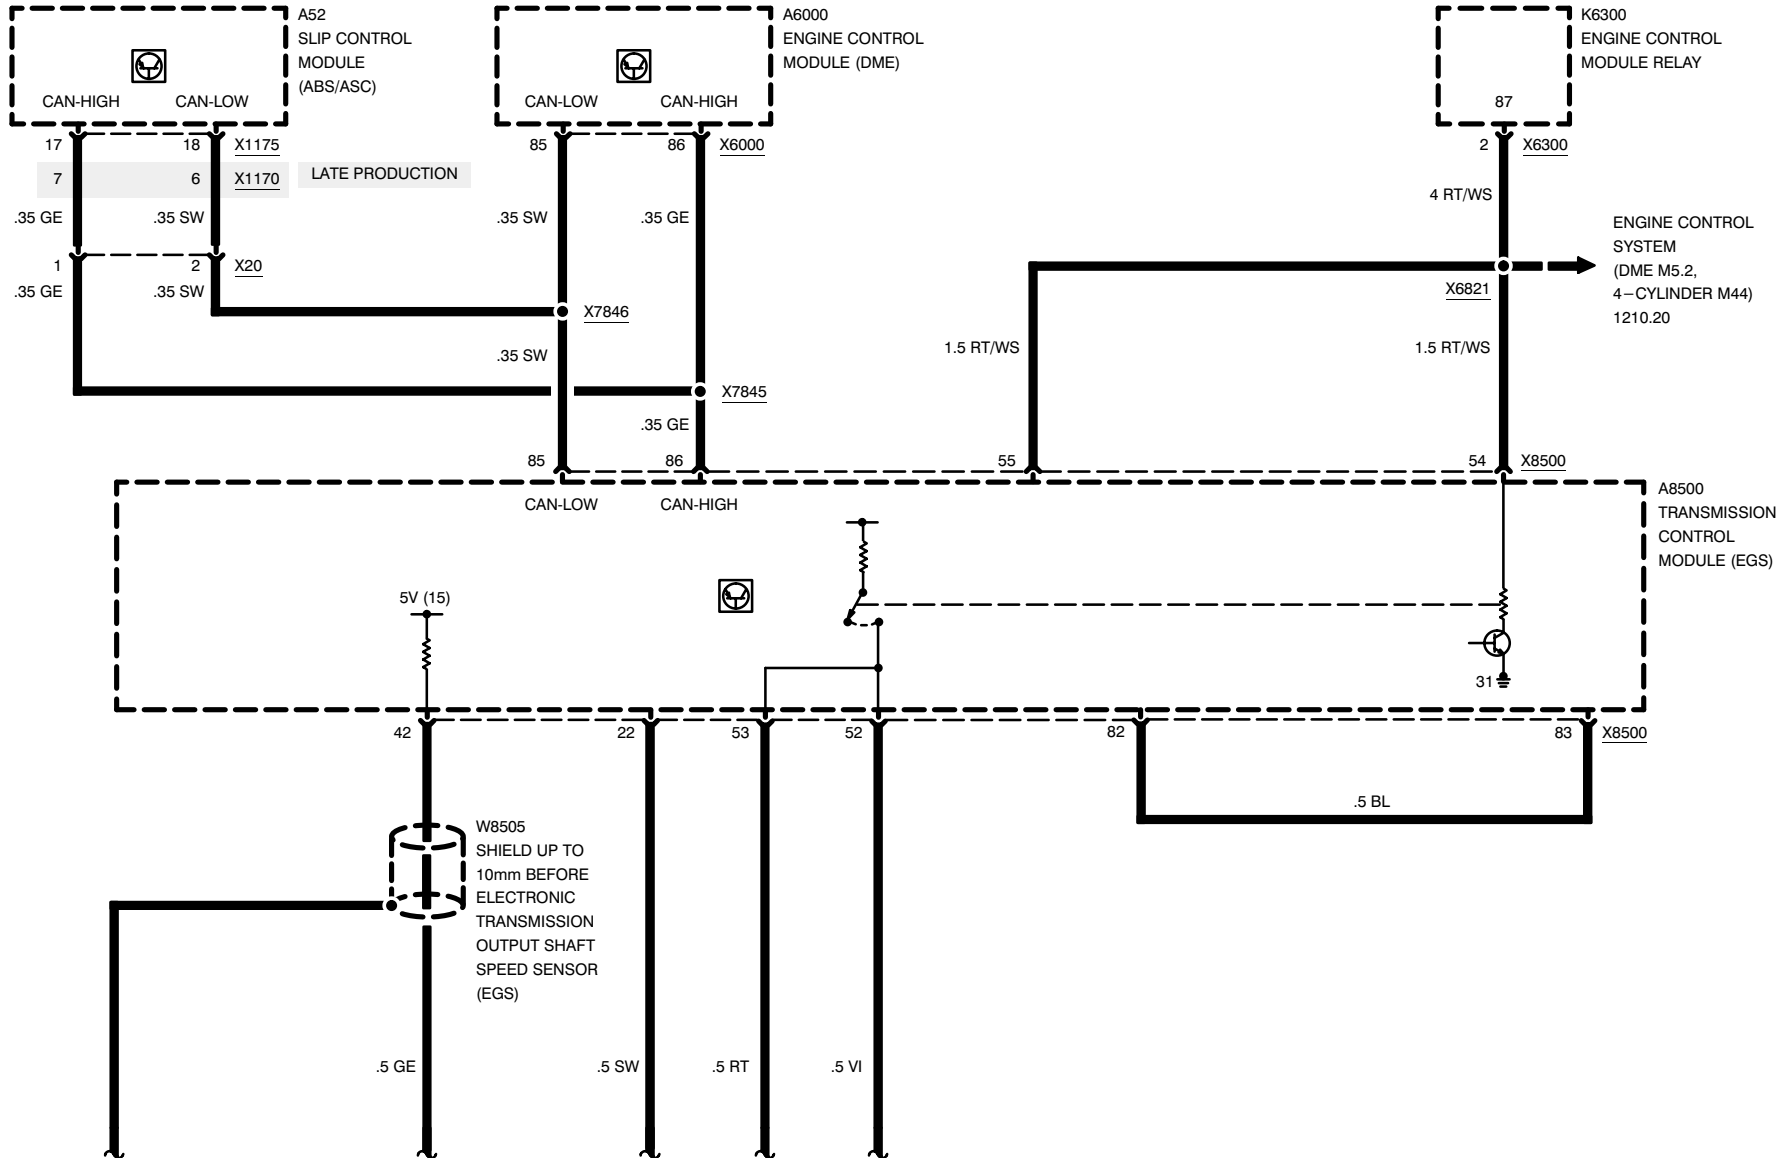 A52
SLIP CONTROL
MODULE
(ABS/ASC)
CAN-HIGH CAN-LOW
A6000
ENGINE CONTROL
MODULE (DME)
CAN-LOW CAN-HIGH
K6300
ENGINE CONTROL
MODULE RELAY
87
17 18 X1175
85 86 X6000
2 X6300
7 6 X1170
LATE PRODUCTION
4 RT/WS
.35 GE .35 SW .35 SW .35 GE
ENGINE CONTROL
SYSTEM
(DME M5.2,
4–CYLINDER M44)
1210.20
1 2 X20
X6821
.35 GE .35 SW
X7846
.35 SW
1.5 RT/WS 1.5 RT/WS
X7845
.35 GE
85 86 55 54 X8500
CAN-LOW CAN-HIGH
A8500
TRANSMISSION
CONTROL
MODULE (EGS)
5V (15)
31
42 22 53 52 82 83 X8500
.5 BL
W8505
SHIELD UP TO
10mm BEFORE
ELECTRONIC
TRANSMISSION
OUTPUT SHAFT
SPEED SENSOR
(EGS)
.5 GE .5 SW .5 RT .5 VI